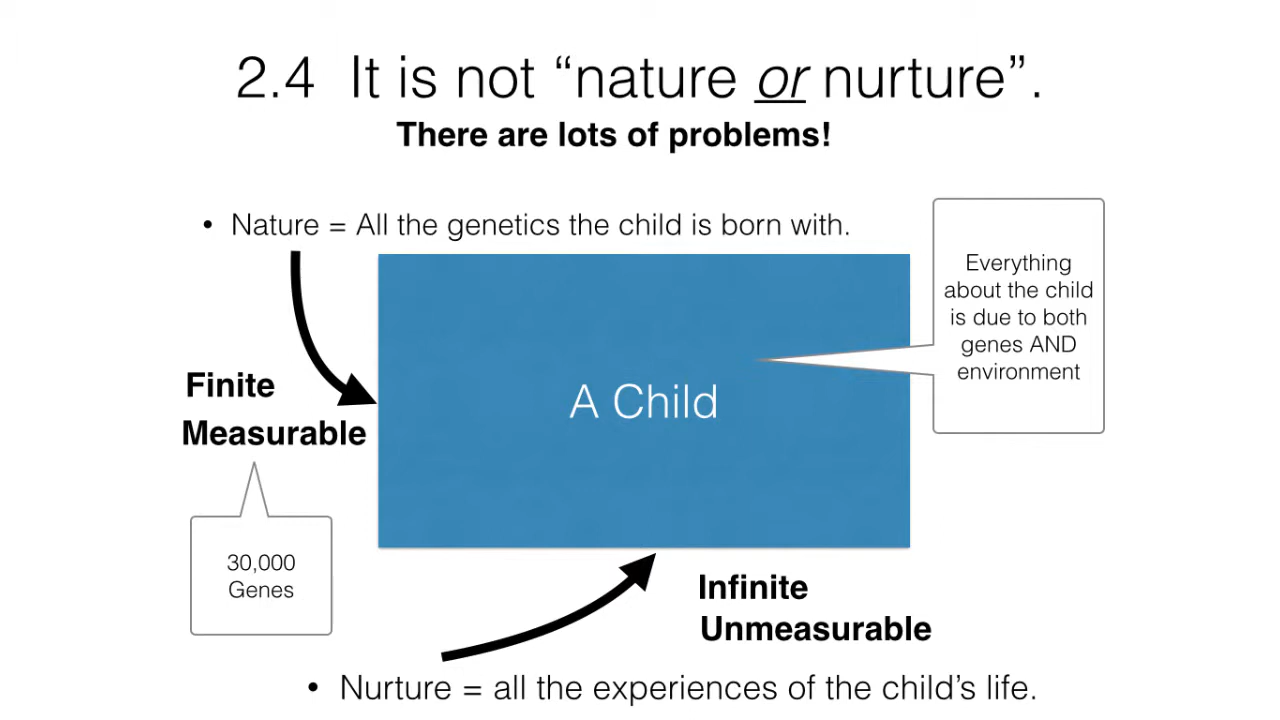 2.4 It is not “nature or nurture”.
There are lots of problems!
• Nature = All the genetics the child is born with.
Everything
about the child
is due to both
genes AND
environment
Finite
Measurable
A Child
30,000
Genes
Infinite
Unmeasurable
• Nurture = all the experiences of the child’s life.